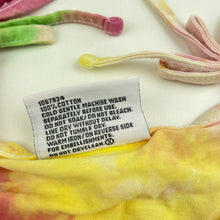 1057934
100% COTTON
COLD GENTLE MACHINE WASH
SEPARATELY BEFORE USE.
DO NOT SOAK/ DO NOT BLEACH.
LINE DRY WITHOUT DELAY.
DO NOT TUMBLE DRY.
WARM IRON/ ON REVERSE SIDE
FOR EMBELLISHMENTS.
DO NOT DRYCLEAN